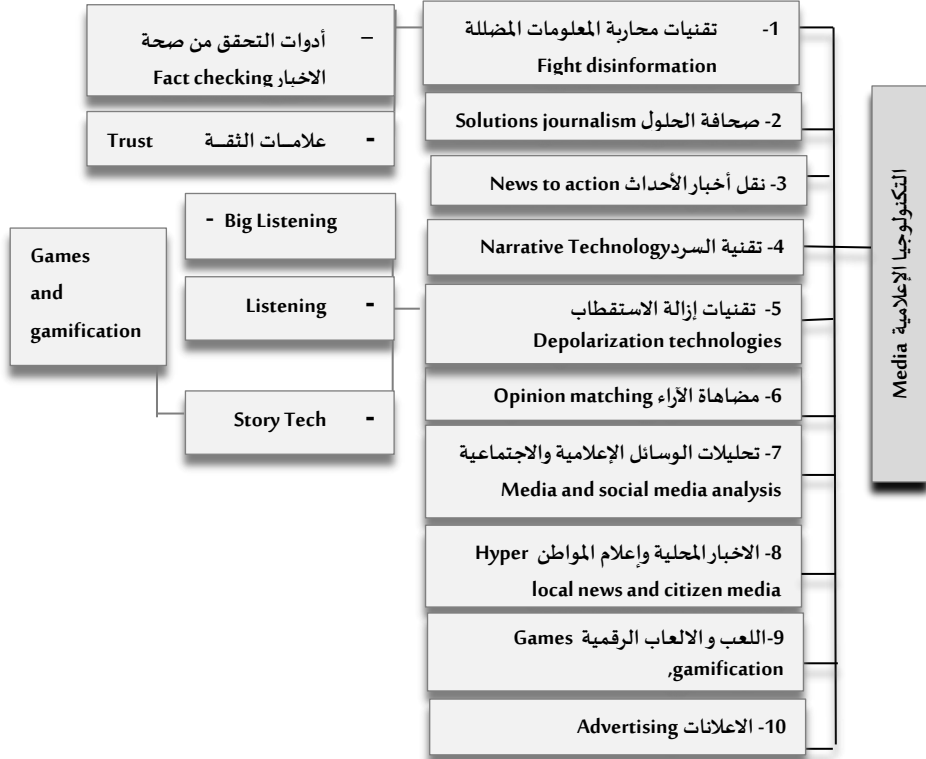 التكنولوجيا الإعلامية Media
1- تقنيات محاربة المعلومات المضللة
Fight disinformation
2- صحافة الحلول Solutions journalism
3- نقل أخبار الأحداث News to action
4- تقنية السرد Narrative Technology
5- تقنيات إزالة الاستقطاب
Depolarization technologies
6- مضاهاة الآراء Opinion matching
7- تحليلات الوسائل الإعلامية والاجتماعية
Media and social media analysis
8- الاخبار المحلية وإعلام المواطن Hyper
local news and citizen media
9-اللعب و الالعاب الرقمية Games
gamification,
10- الاعلانات Advertising
– أدوات التحقق من صحة
الاخبار Fact checking
- علامــات الثقــة Trust
- Big Listening
- Listening
- Story Tech
Games
and
gamification